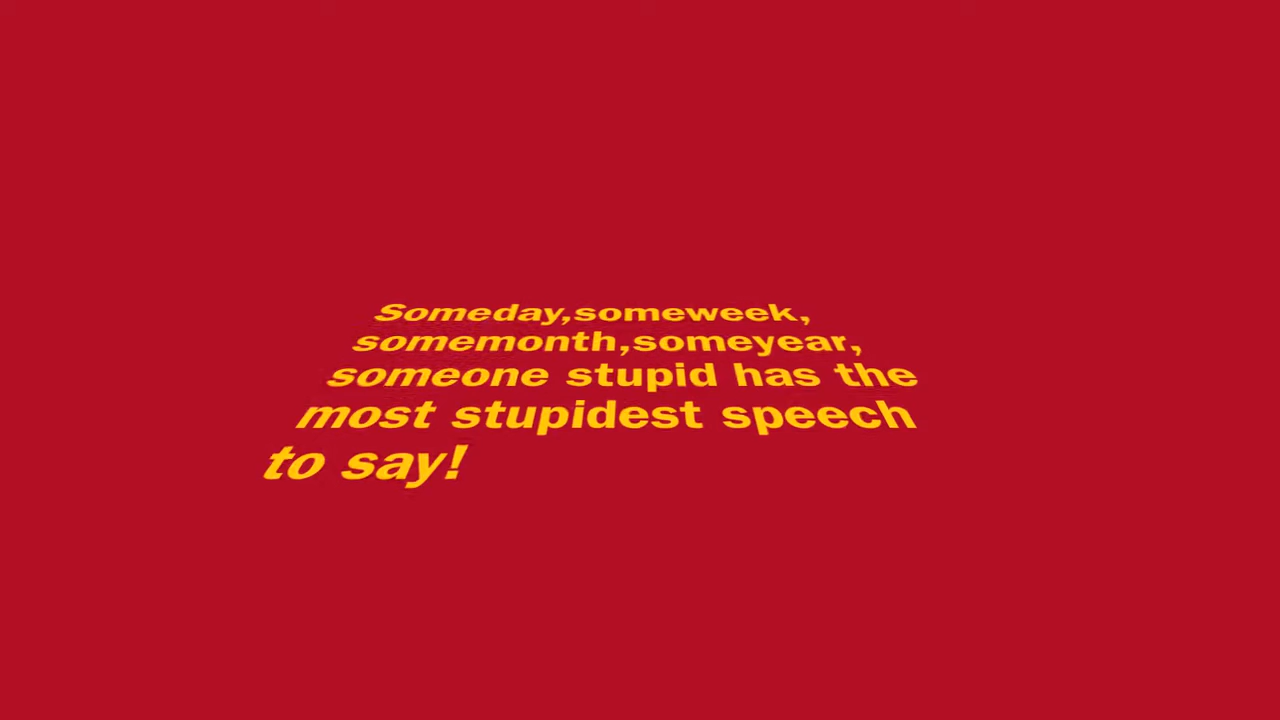 Someday,someweek,
somemonth,someyear,
someone stupid has the
most stupidest speech
to say!